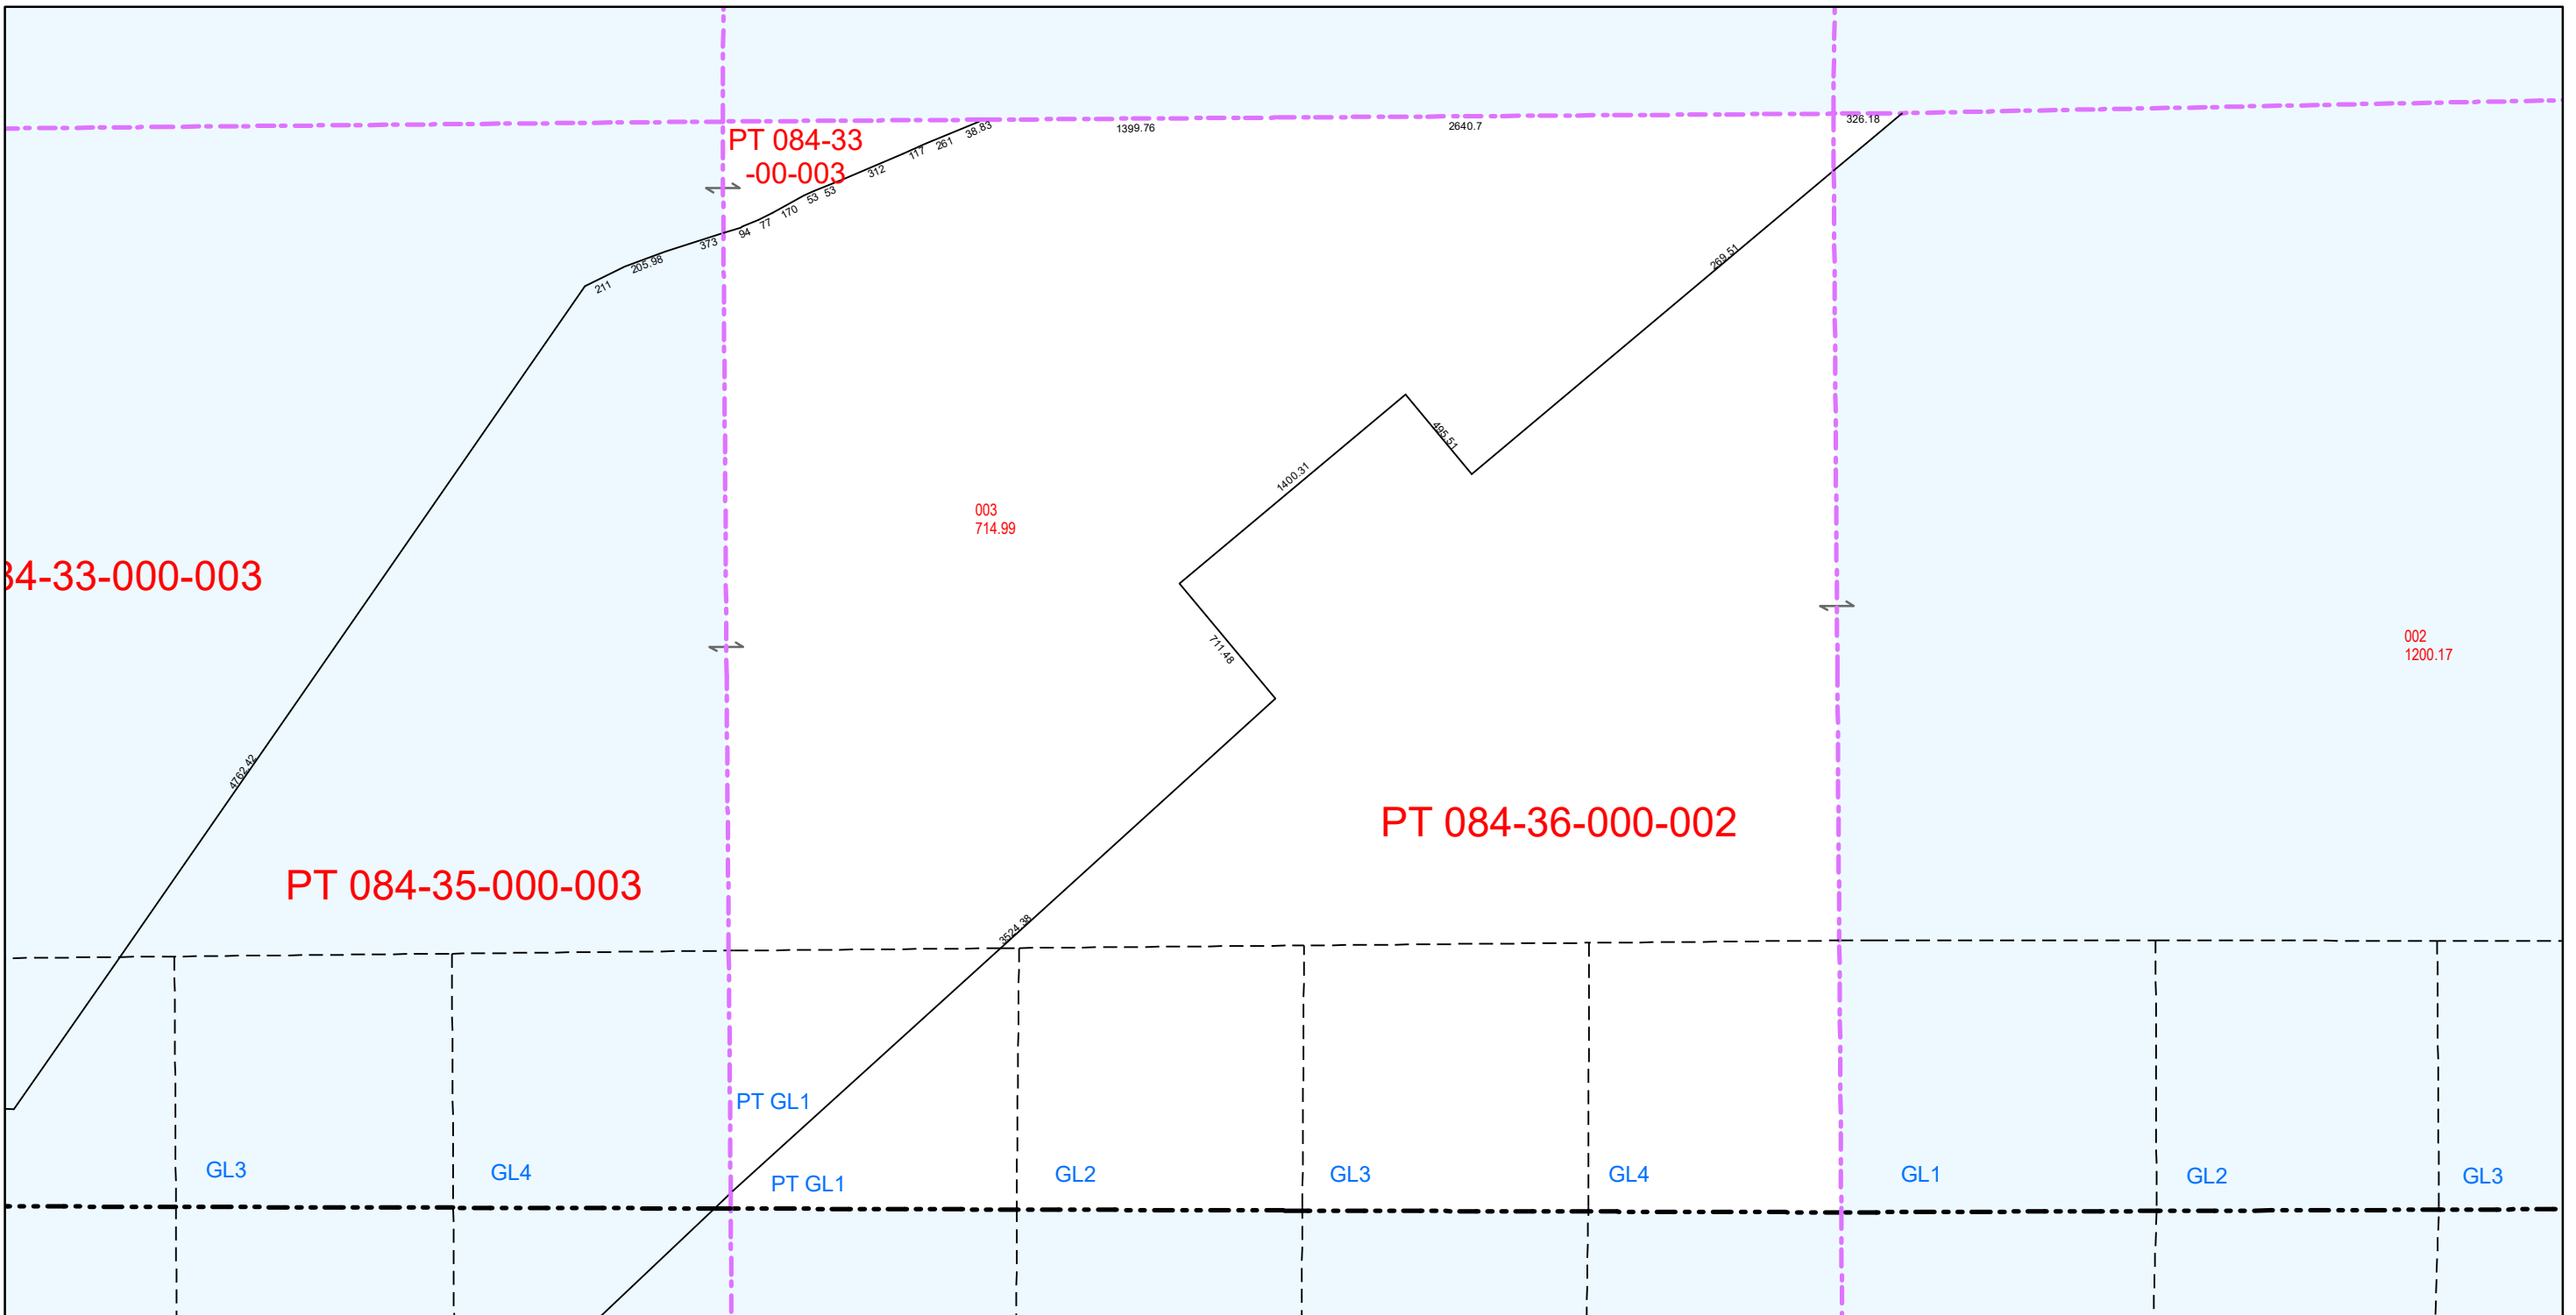 PT 084-33
-00-003
38.83
261
117
312
53
53
170
77
94
373
205.98
211
1399.76
2640.7
326.18
269.51
495.51
1400.31
003
714.99
711.48
34-33-000-003
002
1200.17
4762.42
PT 084-36-000-002
PT 084-35-000-003
3524.38
PT GL1
GL3
GL4
PT GL1
GL2
GL3
GL4
GL1
GL2
GL3